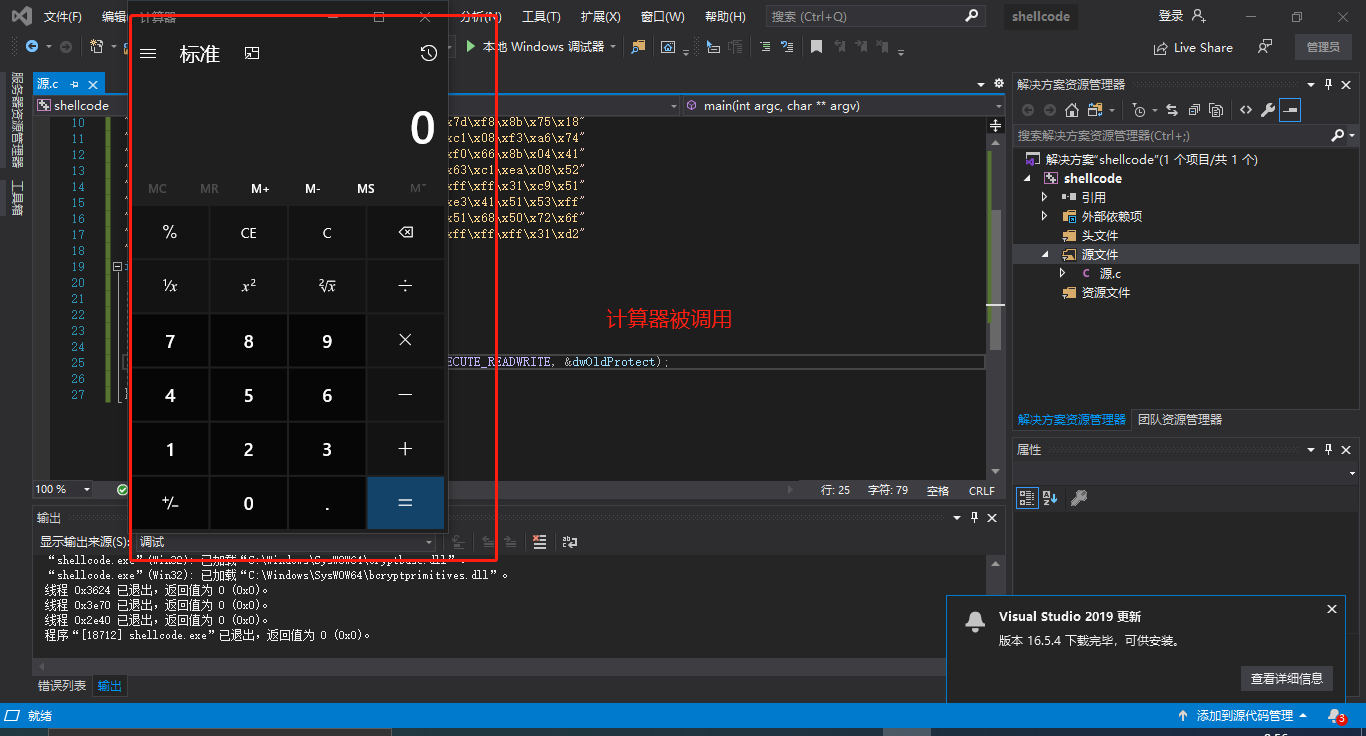 文件(F) 编辑 分析(N) 工具(T) 扩展(X) 窗口(W) 帮助(H) 搜索 (Ctrl+Q) shellcode 登录
计算器
本地 Windows 调试器 Live Share 管理员
标准
服务器资源管理器
工具箱
源.c
shellcode main(int argc, char ** argv)
0
MC MR M+ M- MS M˅
% CE C
¹/x x² ²√x ÷
7 8 9 ×
4 5 6 −
1 2 3 +
+/− 0 . =
10 x7d\xf8\x8b\x75\x18"
11 xc1\x08\xf3\xa6\x74"
12 xf0\x66\x8b\x04\x41"
13 x63\xc1\xea\x08\x52"
14 xff\xff\x31\xc9\x51"
15 xe3\x41\x51\x53\xff"
16 x51\x68\x50\x72\x6f"
17 xff\xff\xff\x31\xd2"
18
19
20
21
22
23
24
25 ECUTE_READWRITE, &dwOldProtect);
26
27
计算器被调用
100 % 行: 25 字符: 79 空格 CRLF
输出
显示输出来源(S): 调试
“shellcode.exe”(Win32): 已加载“C:\Windows\SysWOW64\cryptbase.dll”。
“shellcode.exe”(Win32): 已加载“C:\Windows\SysWOW64\bcryptprimitives.dll”。
线程 0x3624 已退出，返回值为 0 (0x0)。
线程 0x3e70 已退出，返回值为 0 (0x0)。
线程 0x2e40 已退出，返回值为 0 (0x0)。
程序“[18712] shellcode.exe”已退出，返回值为 0 (0x0)。
错误列表 输出
解决方案资源管理器
搜索解决方案资源管理器(Ctrl+;)
解决方案"shellcode"(1 个项目/共 1 个)
shellcode
引用
外部依赖项
头文件
源文件
源.c
资源文件
解决方案资源管理器 团队资源管理器
属性
Visual Studio 2019 更新
版本 16.5.4 下载完毕，可供安装。
查看详细信息
就绪 添加到源代码管理 3